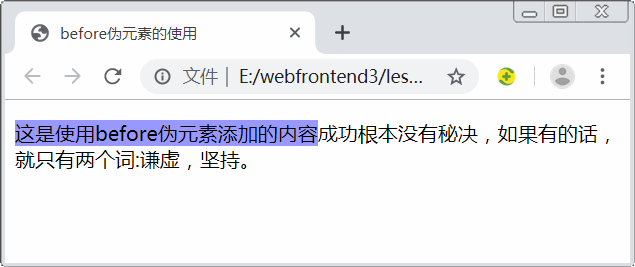 before伪元素的使用
文件 | E:/webfrontend3/les...
这是使用before伪元素添加的内容成功根本没有秘决，如果有的话，
就只有两个词:谦虚，坚持。